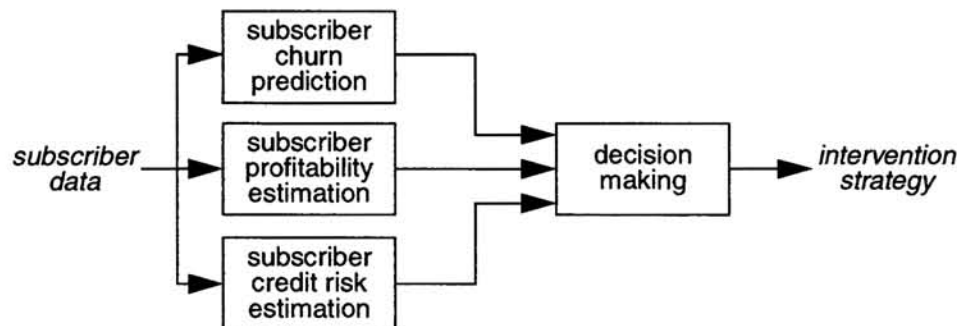 subscriber
churn
prediction
subscriber
data
subscriber
profitability
estimation
decision
making
intervention
strategy
subscriber
credit risk
estimation